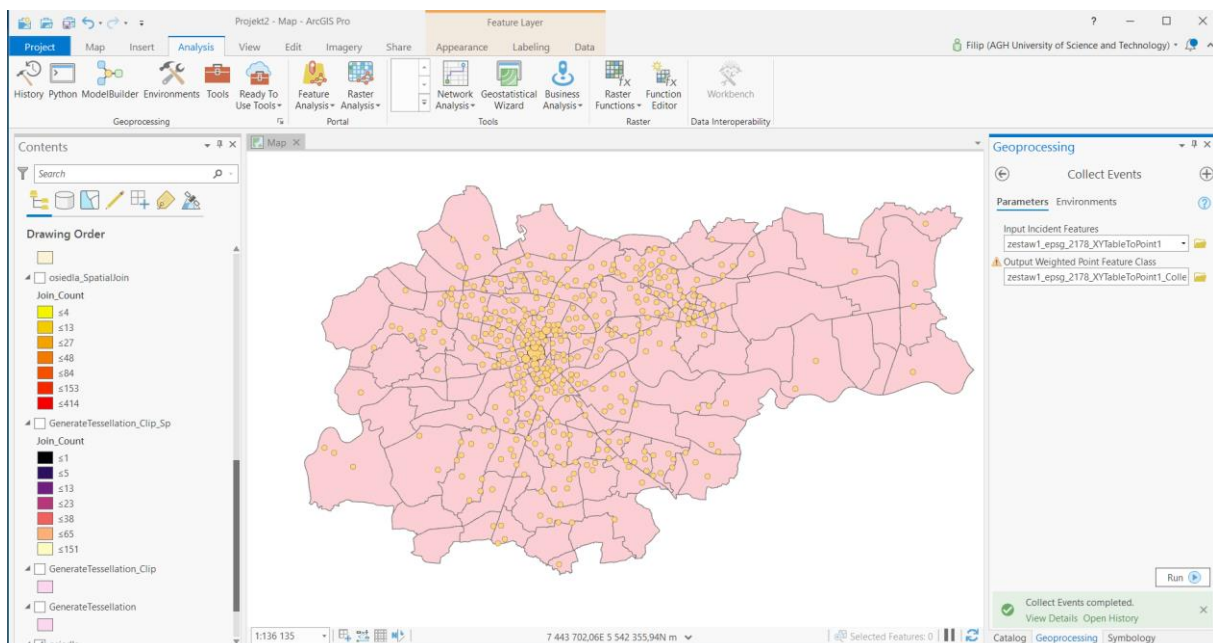 Projekt2 - Map - ArcGIS Pro
Feature Layer
?
Project Map Insert Analysis View Edit Imagery Share Appearance Labeling Data
Filip (AGH University of Science and Technology)
History Python ModelBuilder Environments Tools Ready To Use Tools
Feature Analysis Raster Analysis
Network Analysis Geostatistical Wizard Business Analysis
Raster Functions Function Editor
Workbench
Geoprocessing Portal Tools Raster Data Interoperability
Contents
Search
Drawing Order
osiedla_SpatialJoin
Join_Count
≤4
≤13
≤27
≤48
≤84
≤153
≤414
GenerateTessellation_Clip_Sp
Join_Count
≤1
≤5
≤13
≤23
≤38
≤65
≤151
GenerateTessellation_Clip
GenerateTessellation
Map
1:136 135
7 443 702,06E 5 542 355,94N m
Selected Features: 0
Geoprocessing
Collect Events
Parameters Environments
Input Incident Features
zestaw1_epsg_2178_XYTableToPoint1
Output Weighted Point Feature Class
zestaw1_epsg_2178_XYTableToPoint1_Colle
Run
Collect Events completed.
View Details Open History
Catalog Geoprocessing Symbology